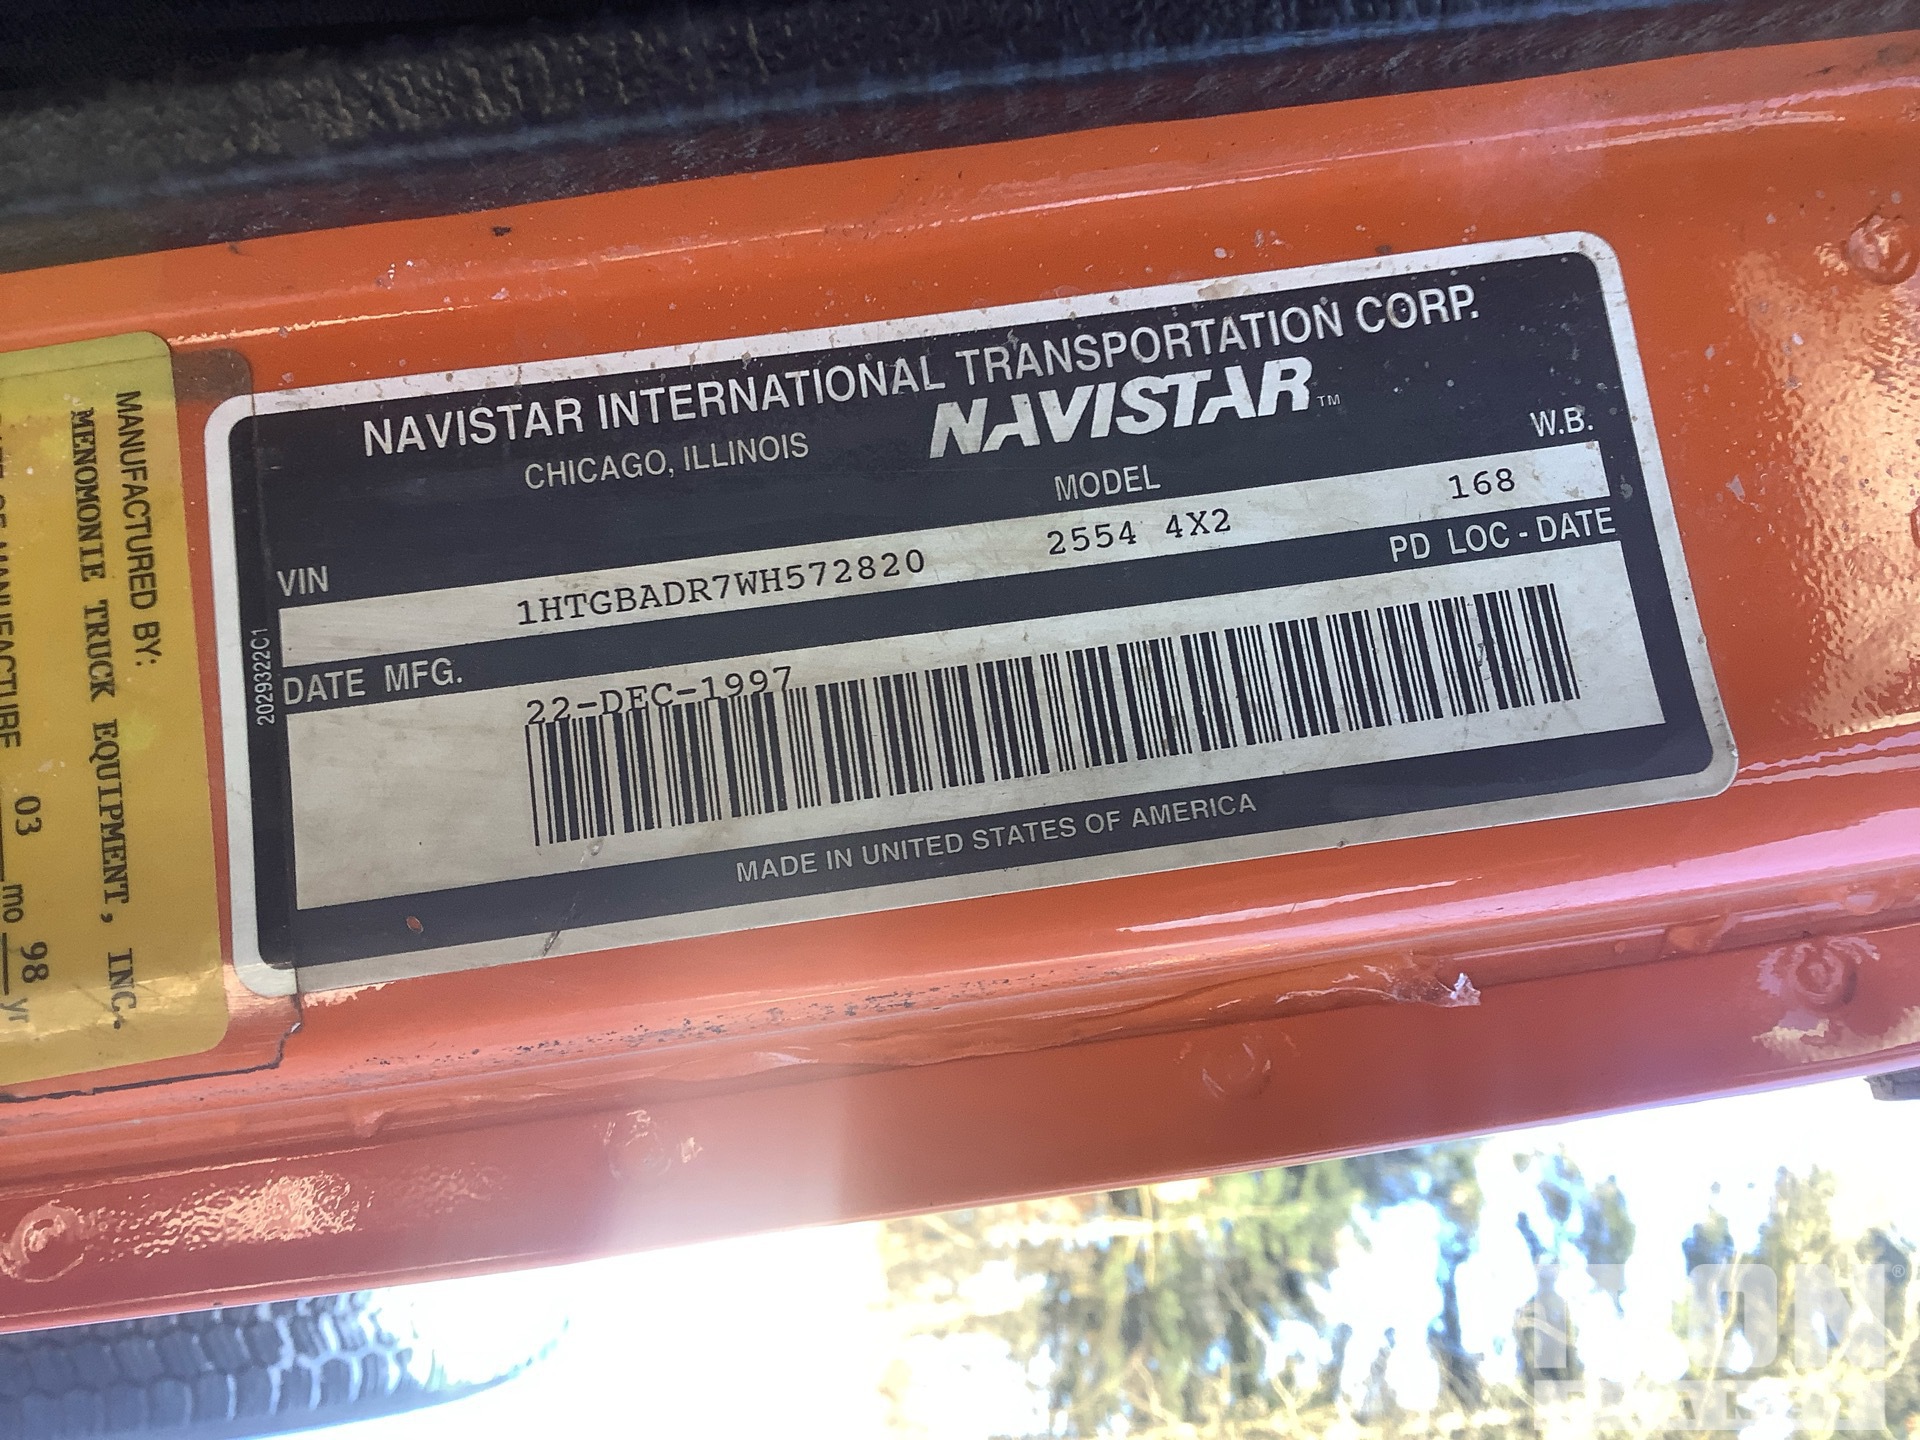 NAVISTAR INTERNATIONAL TRANSPORTATION CORP.
CHICAGO, ILLINOIS
NAVISTAR™
VIN
MODEL
W.B.
1HTGBADR7WH572820
2554 4X2
168
DATE MFG.
PD LOC - DATE
22-DEC-1997
MADE IN UNITED STATES OF AMERICA
2029322C1
MANUFACTURED BY:
MENOMONIE TRUCK EQUIPMENT, INC.
03 mo 98 yr